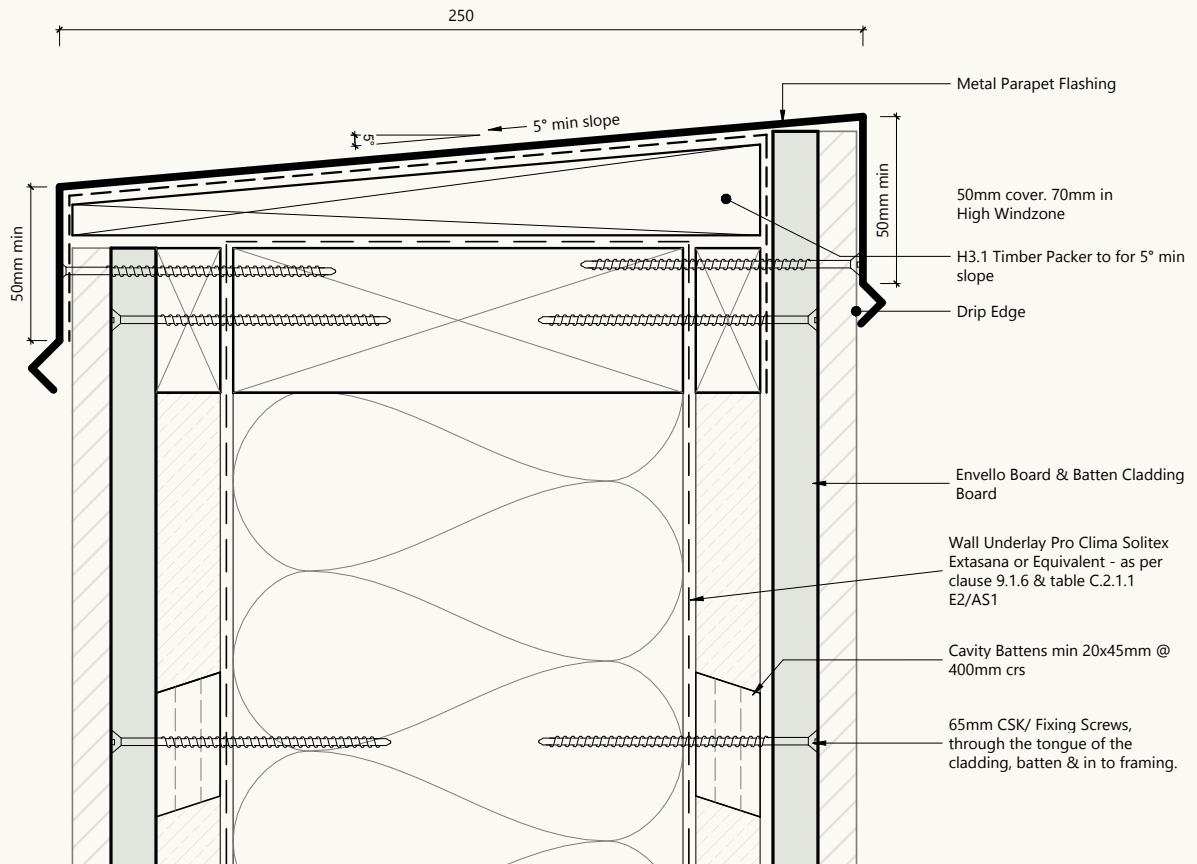 250
Metal Parapet Flashing
5° min slope
5°
50mm min
50mm min
50mm cover. 70mm in
High Windzone
H3.1 Timber Packer to for 5° min
slope
Drip Edge
Envello Board & Batten Cladding
Board
Wall Underlay Pro Clima Solitex
Extasana or Equivalent - as per
clause 9.1.6 & table C.2.1.1
E2/AS1
Cavity Battens min 20x45mm @
400mm crs
65mm CSK/ Fixing Screws,
through the tongue of the
cladding, batten & in to framing.